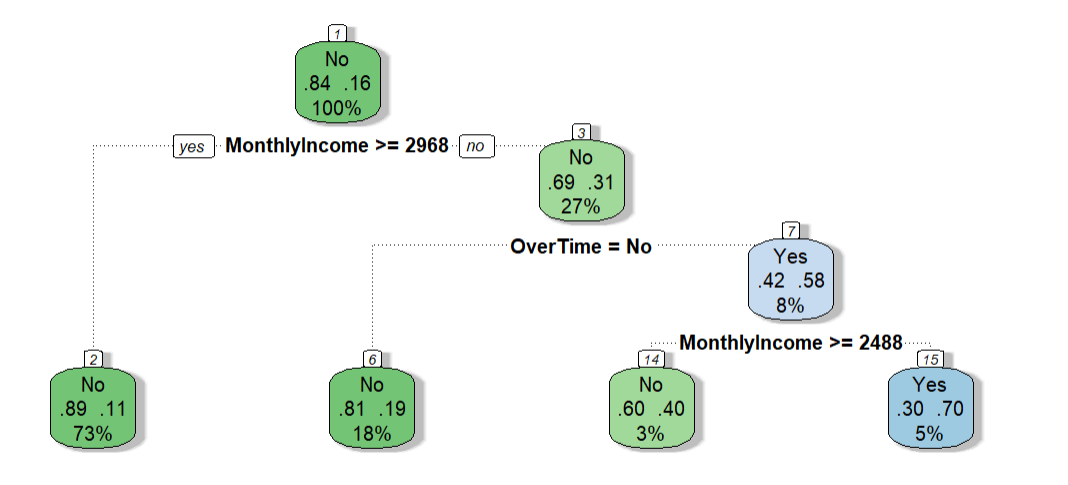 1
No
.84 .16
100%
yes MonthlyIncome >= 2968 no
3
No
.69 .31
27%
OverTime = No
7
Yes
.42 .58
8%
MonthlyIncome >= 2488
2
No
.89 .11
73%
6
No
.81 .19
18%
14
No
.60 .40
3%
15
Yes
.30 .70
5%